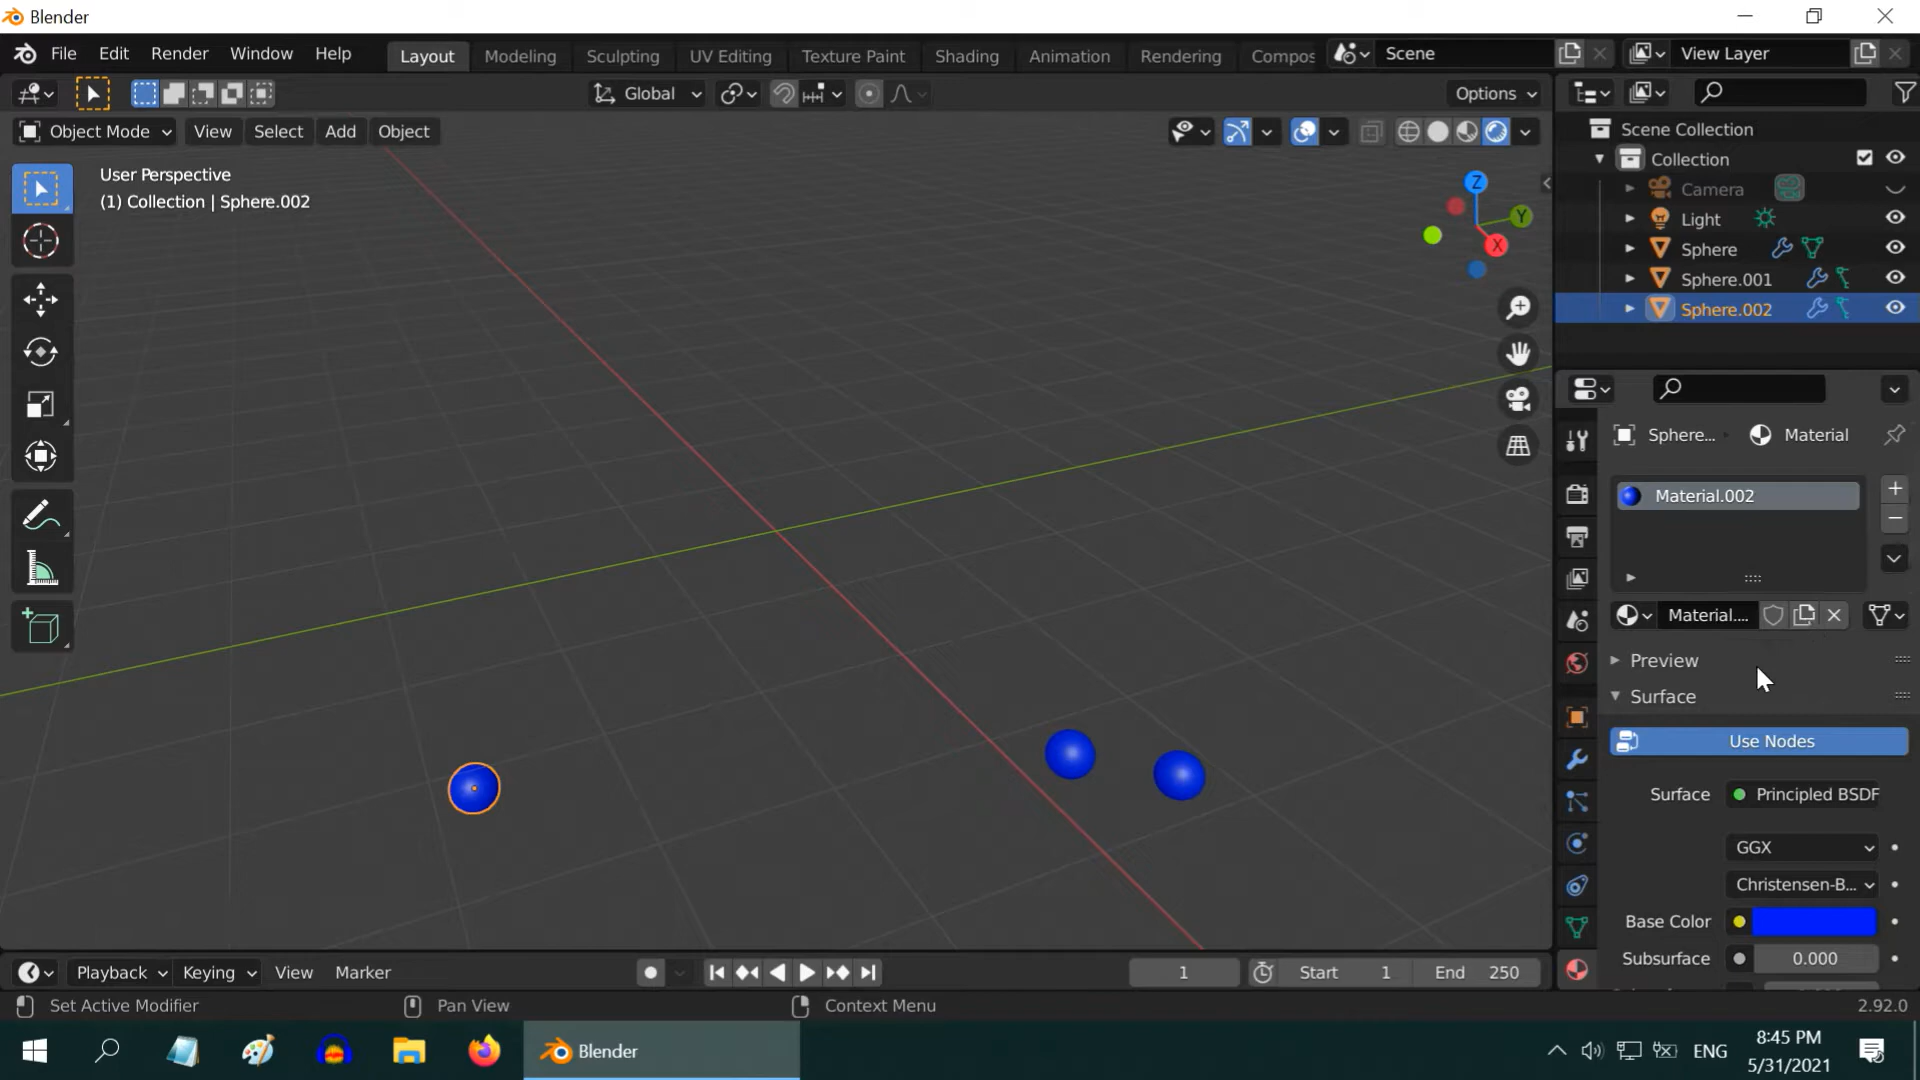 Blender
File Edit Render Window Help Layout Modeling Sculpting UV Editing Texture Paint Shading Animation Rendering Compos Scene View Layer
Global Options
Object Mode View Select Add Object
User Perspective
(1) Collection | Sphere.002
Z
Y
X
Scene Collection
Collection
Camera
Light
Sphere
Sphere.001
Sphere.002
Sphere... Material
Material.002
Material....
Preview
Surface
Use Nodes
Surface Principled BSDF
GGX
Christensen-B...
Base Color
Subsurface 0.000
Playback Keying View Marker 1 Start 1 End 250
Set Active Modifier Pan View Context Menu 2.92.0
Blender ENG 8:45 PM
5/31/2021